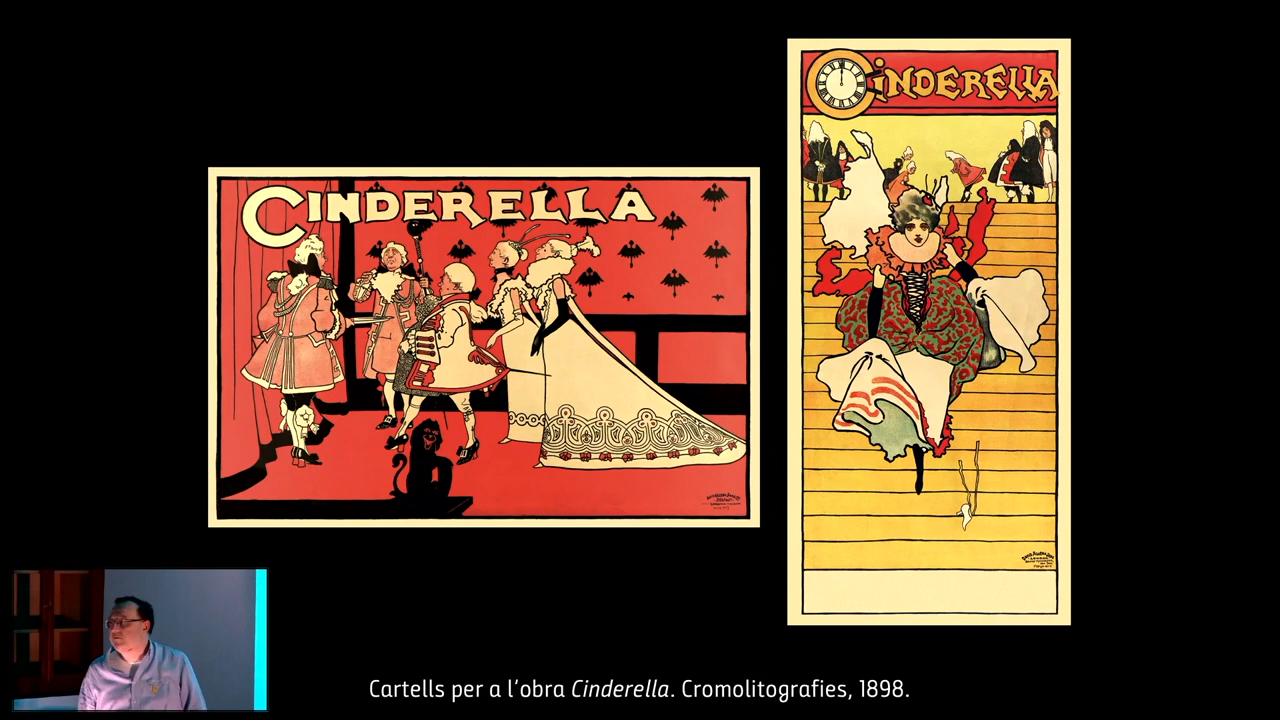 CINDERELLA
CINDERELLA
Cartells per a l'obra Cinderella. Cromolitografies, 1898.